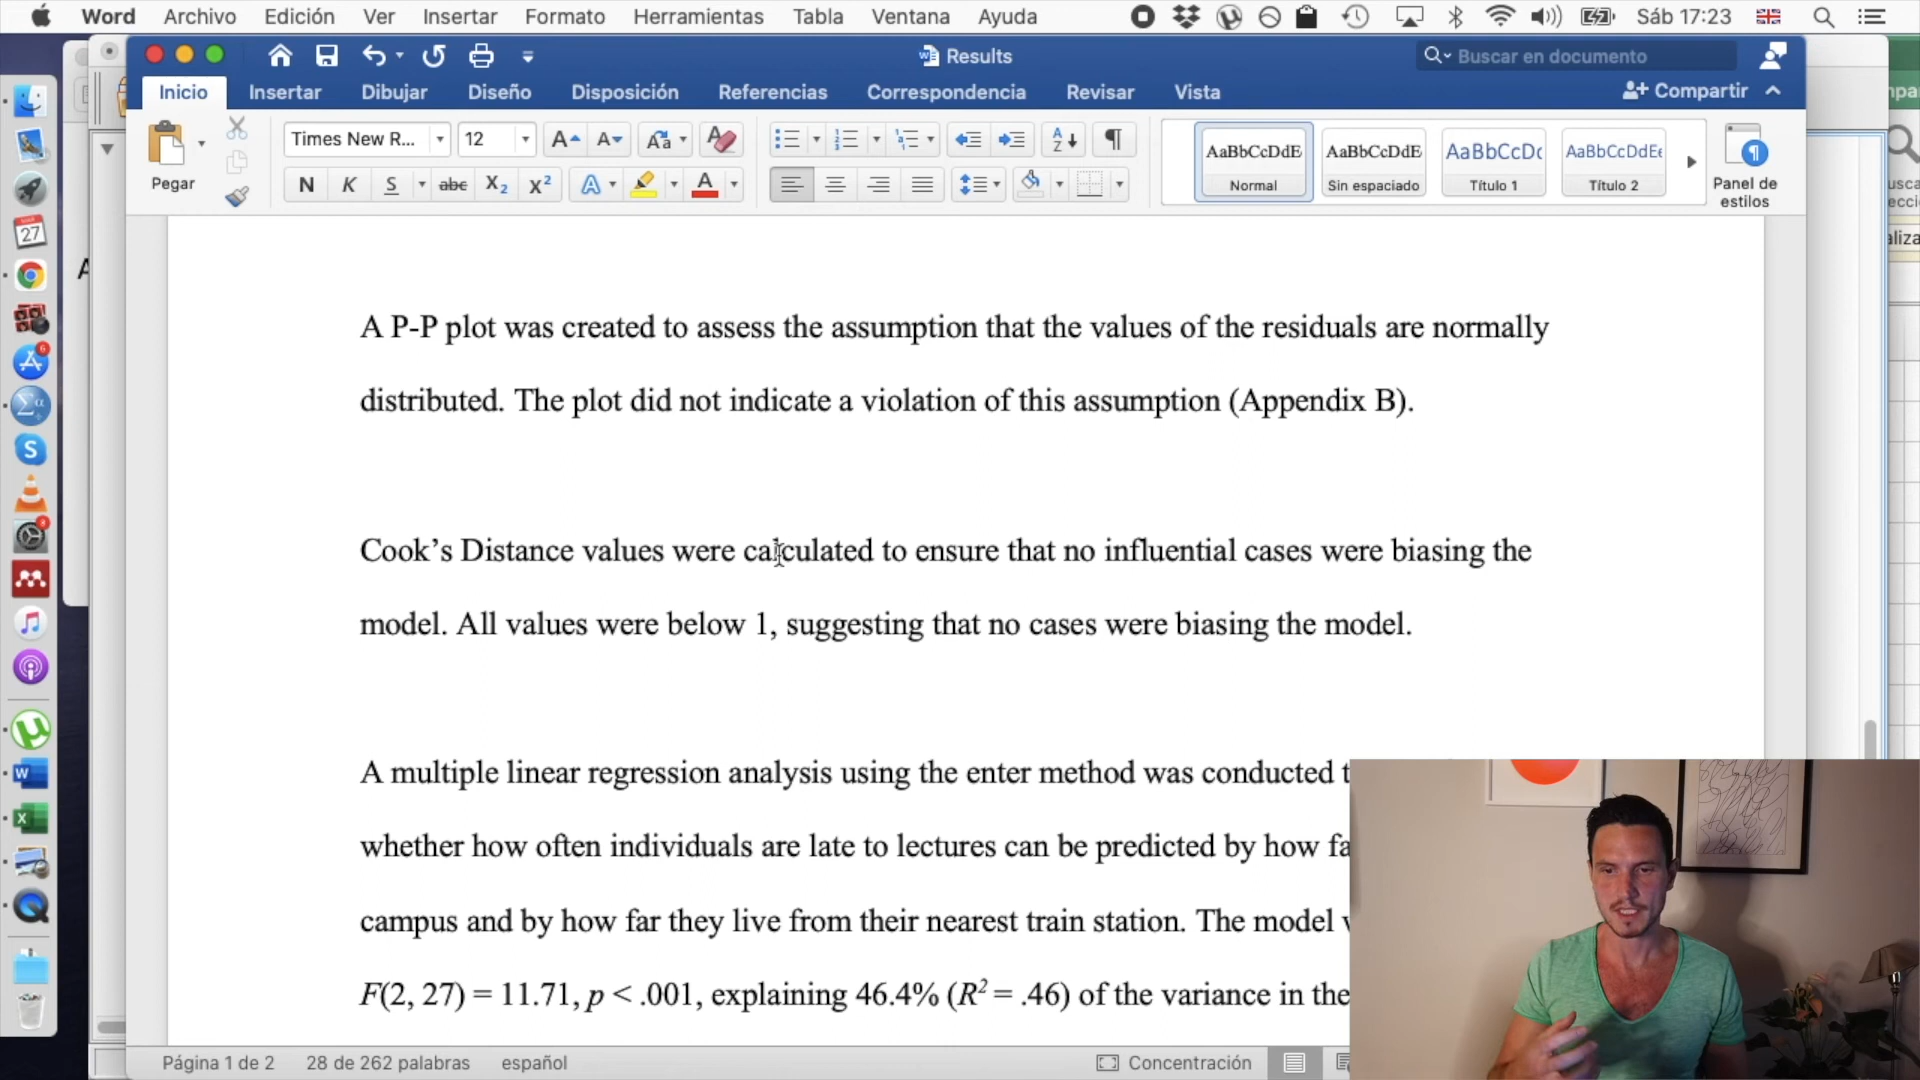 Word Archivo Edición Ver Insertar Formato Herramientas Tabla Ventana Ayuda Sáb 17:23
Results
Buscar en documento
Inicio Insertar Dibujar Diseño Disposición Referencias Correspondencia Revisar Vista Compartir
Times New R... 12
Pegar
N K S abc X₂ X²
AaBbCcDdE AaBbCcDdE AaBbCcDc AaBbCcDdEe
Normal Sin espaciado Título 1 Título 2
Panel de
estilos
A P-P plot was created to assess the assumption that the values of the residuals are normally
distributed. The plot did not indicate a violation of this assumption (Appendix B).
Cook’s Distance values were calculated to ensure that no influential cases were biasing the
model. All values were below 1, suggesting that no cases were biasing the model.
A multiple linear regression analysis using the enter method was conducted t
whether how often individuals are late to lectures can be predicted by how fa
campus and by how far they live from their nearest train station. The model
F(2, 27) = 11.71, p < .001, explaining 46.4% (R² = .46) of the variance in the
Página 1 de 2 28 de 262 palabras español Concentración